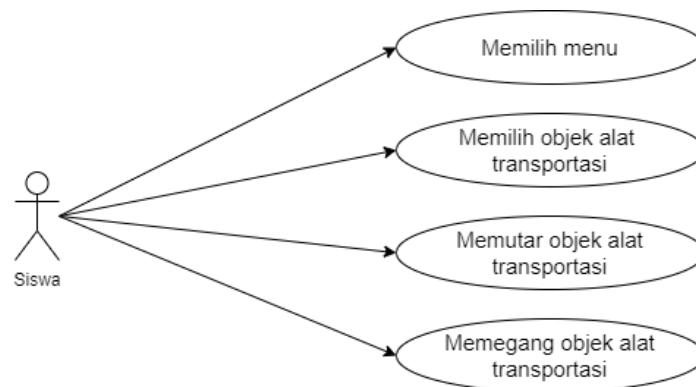 Memilih menu
Memilih objek alat
transportasi
Memutar objek alat
transportasi
Siswa
Memegang objek alat
transportasi